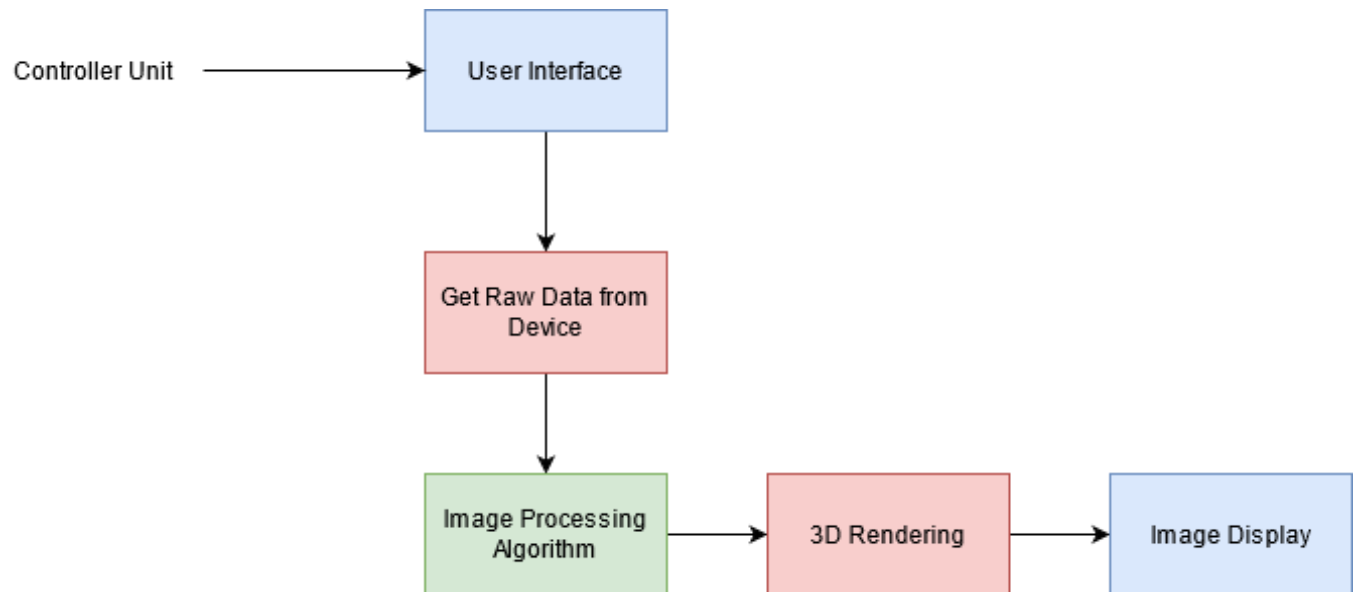 Controller Unit
User Interface
Get Raw Data from
Device
Image Processing
Algorithm
3D Rendering
Image Display